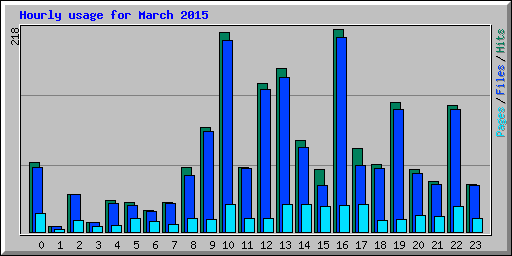 Hourly usage for March 2015
218
Pages/Files/Hits
0 1 2 3 4 5 6 7 8 9 10 11 12 13 14 15 16 17 18 19 20 21 22 23